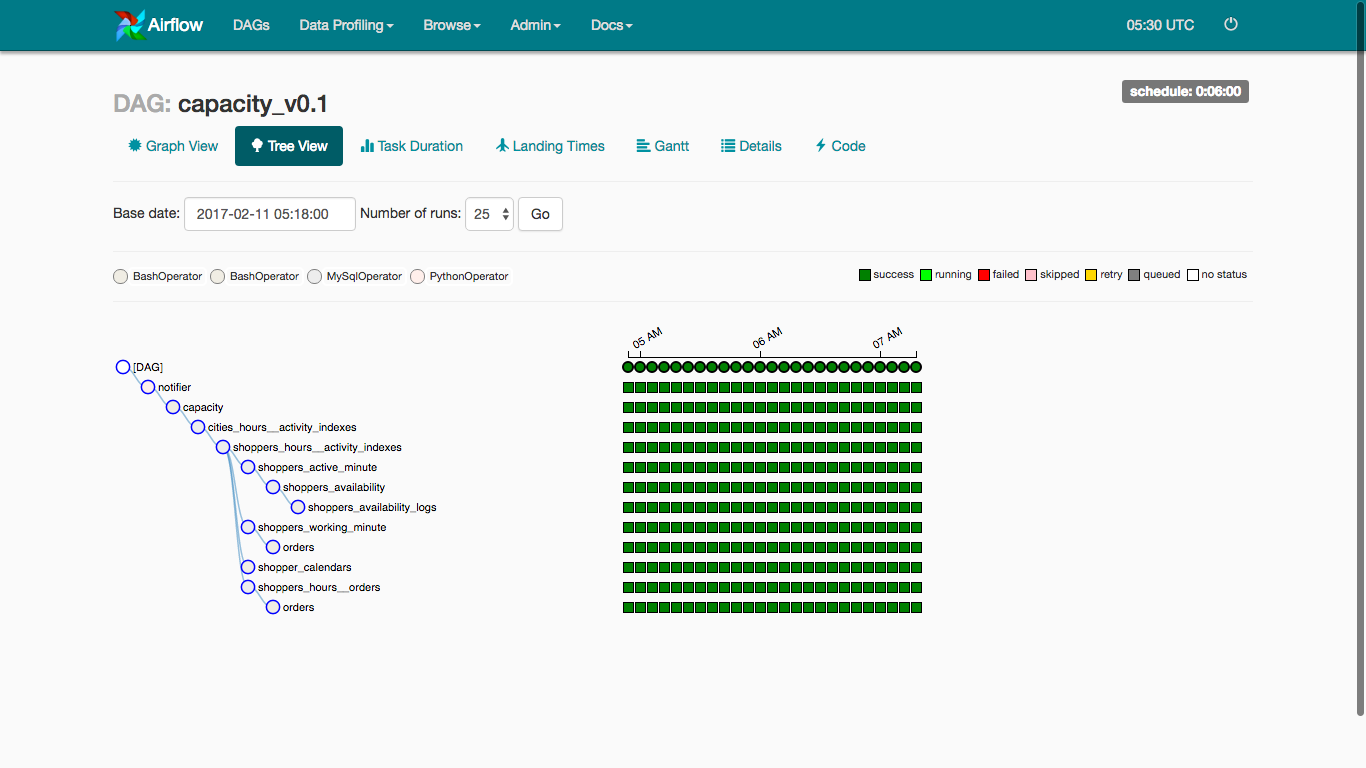 Airflow DAGs Data Profiling Browse Admin Docs 05:30 UTC
DAG: capacity_v0.1 schedule: 0:06:00
Graph View Tree View Task Duration Landing Times Gantt Details Code
Base date: 2017-02-11 05:18:00 Number of runs: 25 Go
BashOperator BashOperator MySqlOperator PythonOperator success running failed skipped retry queued no status
05 AM 06 AM 07 AM
[DAG]
notifier
capacity
cities_hours__activity_indexes
shoppers_hours__activity_indexes
shoppers_active_minute
shoppers_availability
shoppers_availability_logs
shoppers_working_minute
orders
shopper_calendars
shoppers_hours__orders
orders